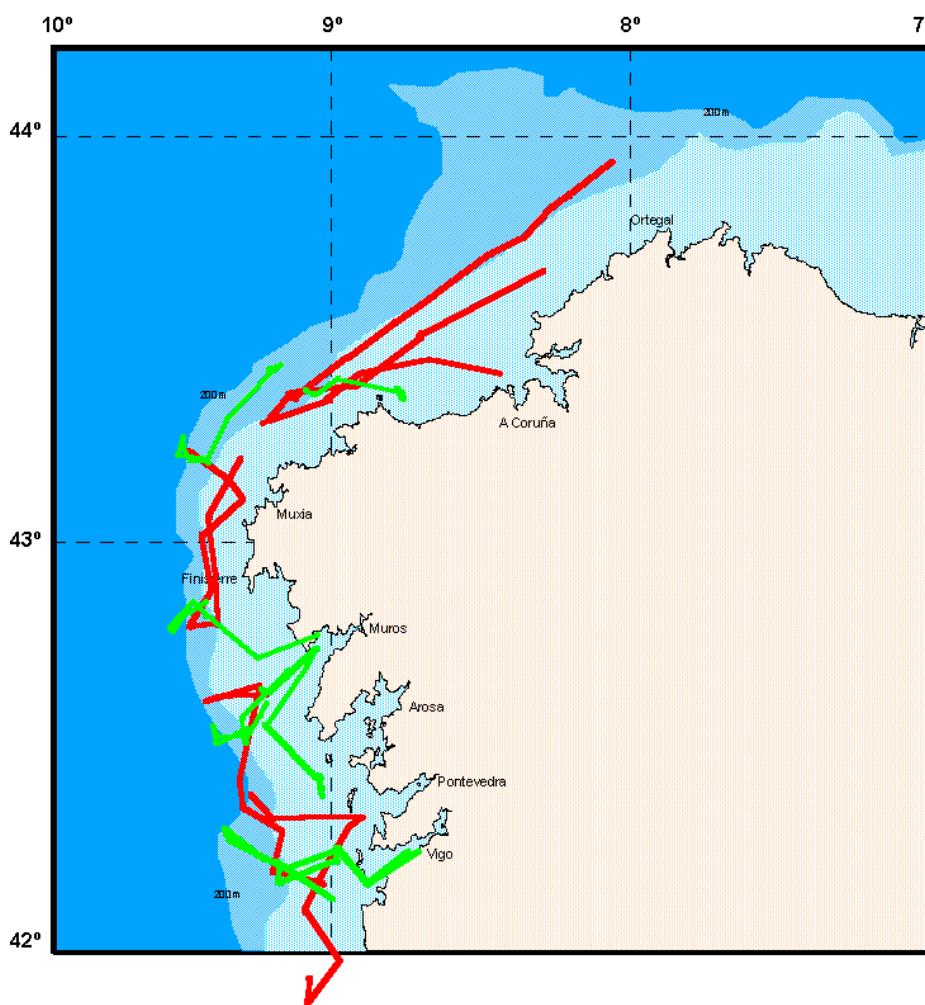 10º 9º 8º 7
44º
200 m
Ortegal
200 m
A Coruña
Muxia
43º
Finisterre
Muros
Arosa
Pontevedra
Vigo
200 m
42º